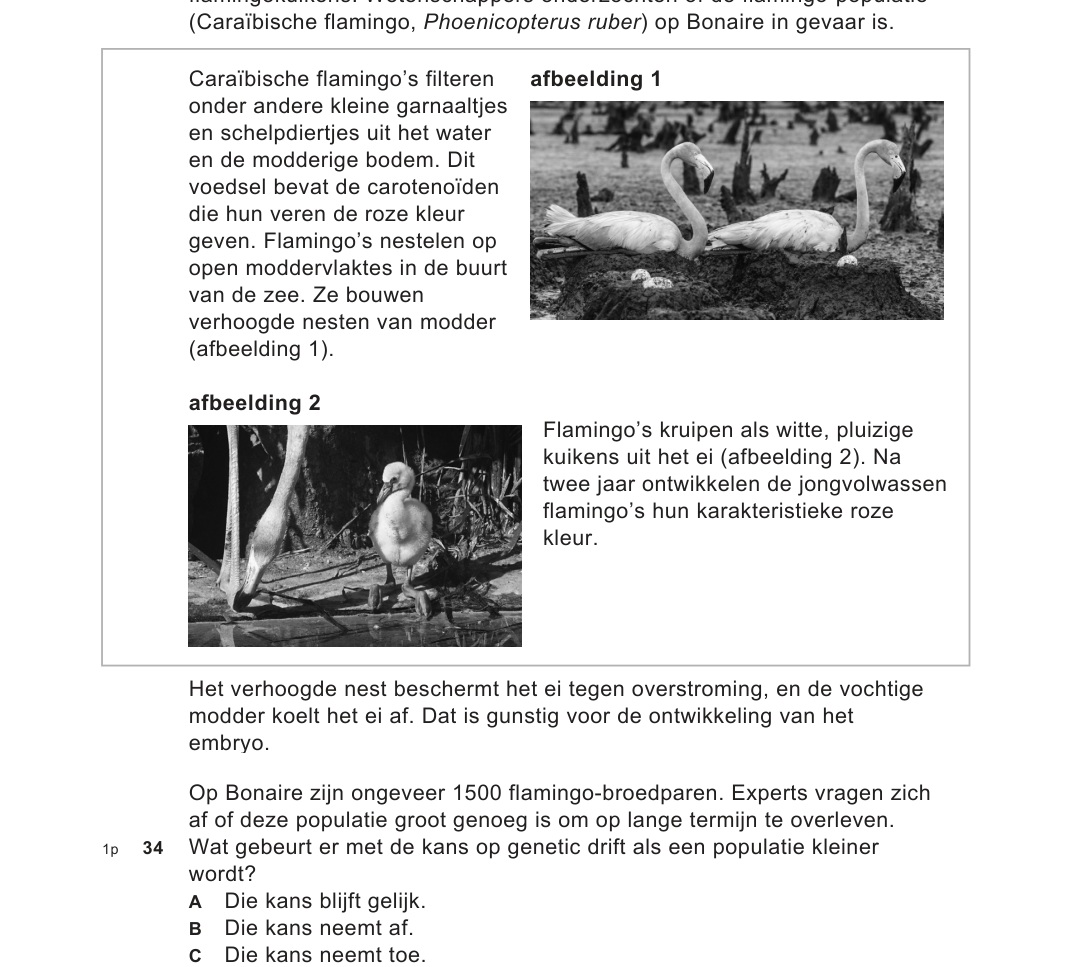 (Caraïbische flamingo, Phoenicopterus ruber) op Bonaire in gevaar is.
Caraïbische flamingo's filteren
onder andere kleine garnaaltjes
en schelpdiertjes uit het water
en de modderige bodem. Dit
voedsel bevat de carotenoïden
die hun veren de roze kleur
geven. Flamingo's nestelen op
open moddervlaktes in de buurt
van de zee. Ze bouwen
verhoogde nesten van modder
(afbeelding 1).
afbeelding 1
afbeelding 2
Flamingo's kruipen als witte, pluizige
kuikens uit het ei (afbeelding 2). Na
twee jaar ontwikkelen de jongvolwassen
flamingo's hun karakteristieke roze
kleur.
Het verhoogde nest beschermt het ei tegen overstroming, en de vochtige
modder koelt het ei af. Dat is gunstig voor de ontwikkeling van het
embryo.
Op Bonaire zijn ongeveer 1500 flamingo-broedparen. Experts vragen zich
af of deze populatie groot genoeg is om op lange termijn te overleven.
1p 34 Wat gebeurt er met de kans op genetic drift als een populatie kleiner
wordt?
A Die kans blijft gelijk.
B Die kans neemt af.
C Die kans neemt toe.